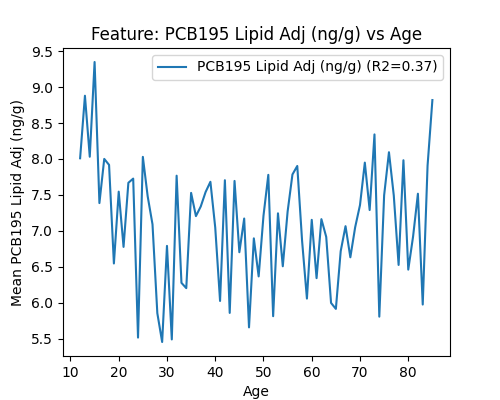 Feature: PCB195 Lipid Adj (ng/g) vs Age
PCB195 Lipid Adj (ng/g) (R2=0.37)
Mean PCB195 Lipid Adj (ng/g)
9.5
9.0
8.5
8.0
7.5
7.0
6.5
6.0
5.5
10 20 30 40 50 60 70 80
Age